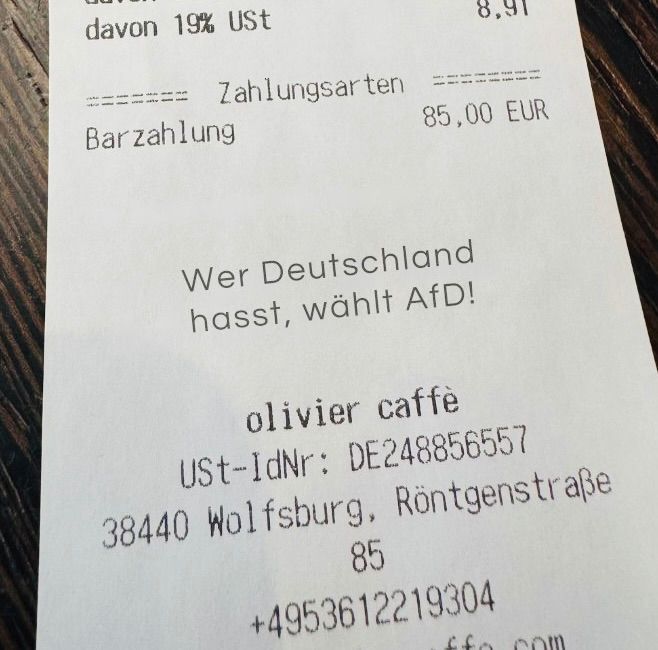 davon 19% USt 8,91
======= Zahlungsarten ========
Barzahlung 85,00 EUR
Wer Deutschland
hasst, wählt AfD!
olivier caffè
USt-IdNr: DE248856557
38440 Wolfsburg, Röntgenstraße
85
+4953612219304